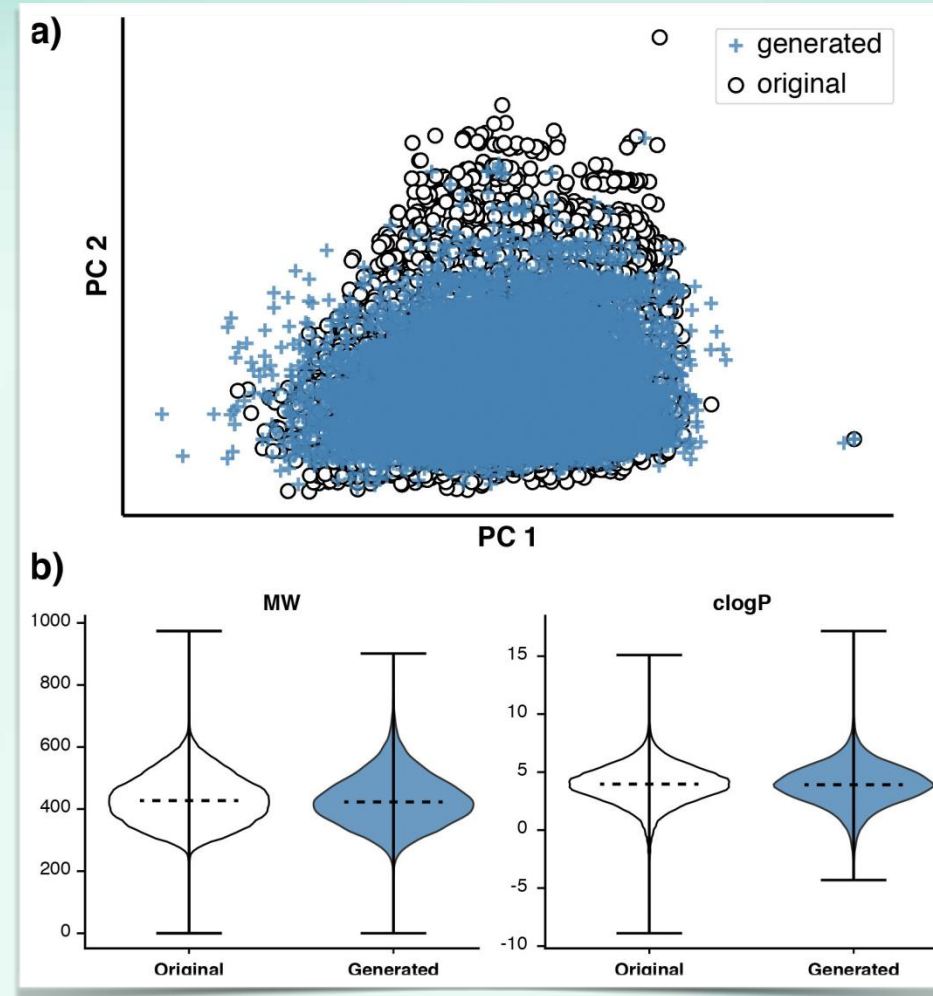 a)
generated
original
PC 2
PC 1
b)
MW
1000
800
600
400
200
0
Original
Generated
clogP
15
10
5
0
-5
-10
Original
Generated